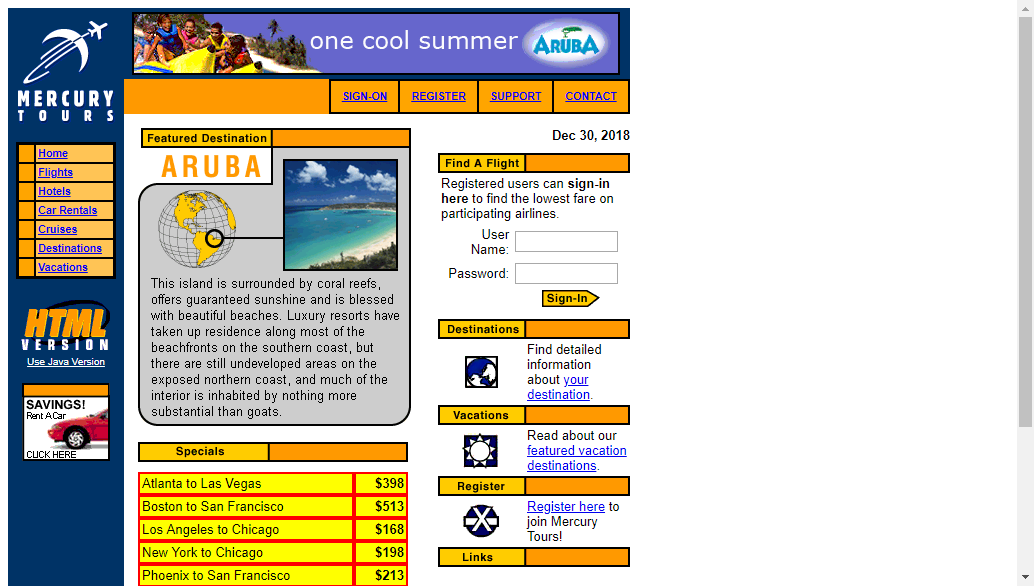 one cool summer ARUBA
MERCURY
TOURS
SIGN-ON REGISTER SUPPORT CONTACT
Home
Flights
Hotels
Car Rentals
Cruises
Destinations
Vacations
HTML
VERSION
Use Java Version
SAVINGS!
Rent A Car
CLICK HERE
Featured Destination
ARUBA
This island is surrounded by coral reefs,
offers guaranteed sunshine and is blessed
with beautiful beaches. Luxury resorts have
taken up residence along most of the
beachfronts on the southern coast, but
there are still undeveloped areas on the
exposed northern coast, and much of the
interior is inhabited by nothing more
substantial than goats.
Specials
Atlanta to Las Vegas $398
Boston to San Francisco $513
Los Angeles to Chicago $168
New York to Chicago $198
Phoenix to San Francisco $213
Dec 30, 2018
Find A Flight
Registered users can sign-in
here to find the lowest fare on
participating airlines.
User
Name:
Password:
Sign-In
Destinations
Find detailed
information
about your
destination.
Vacations
Read about our
featured vacation
destinations.
Register
Register here to
join Mercury
Tours!
Links